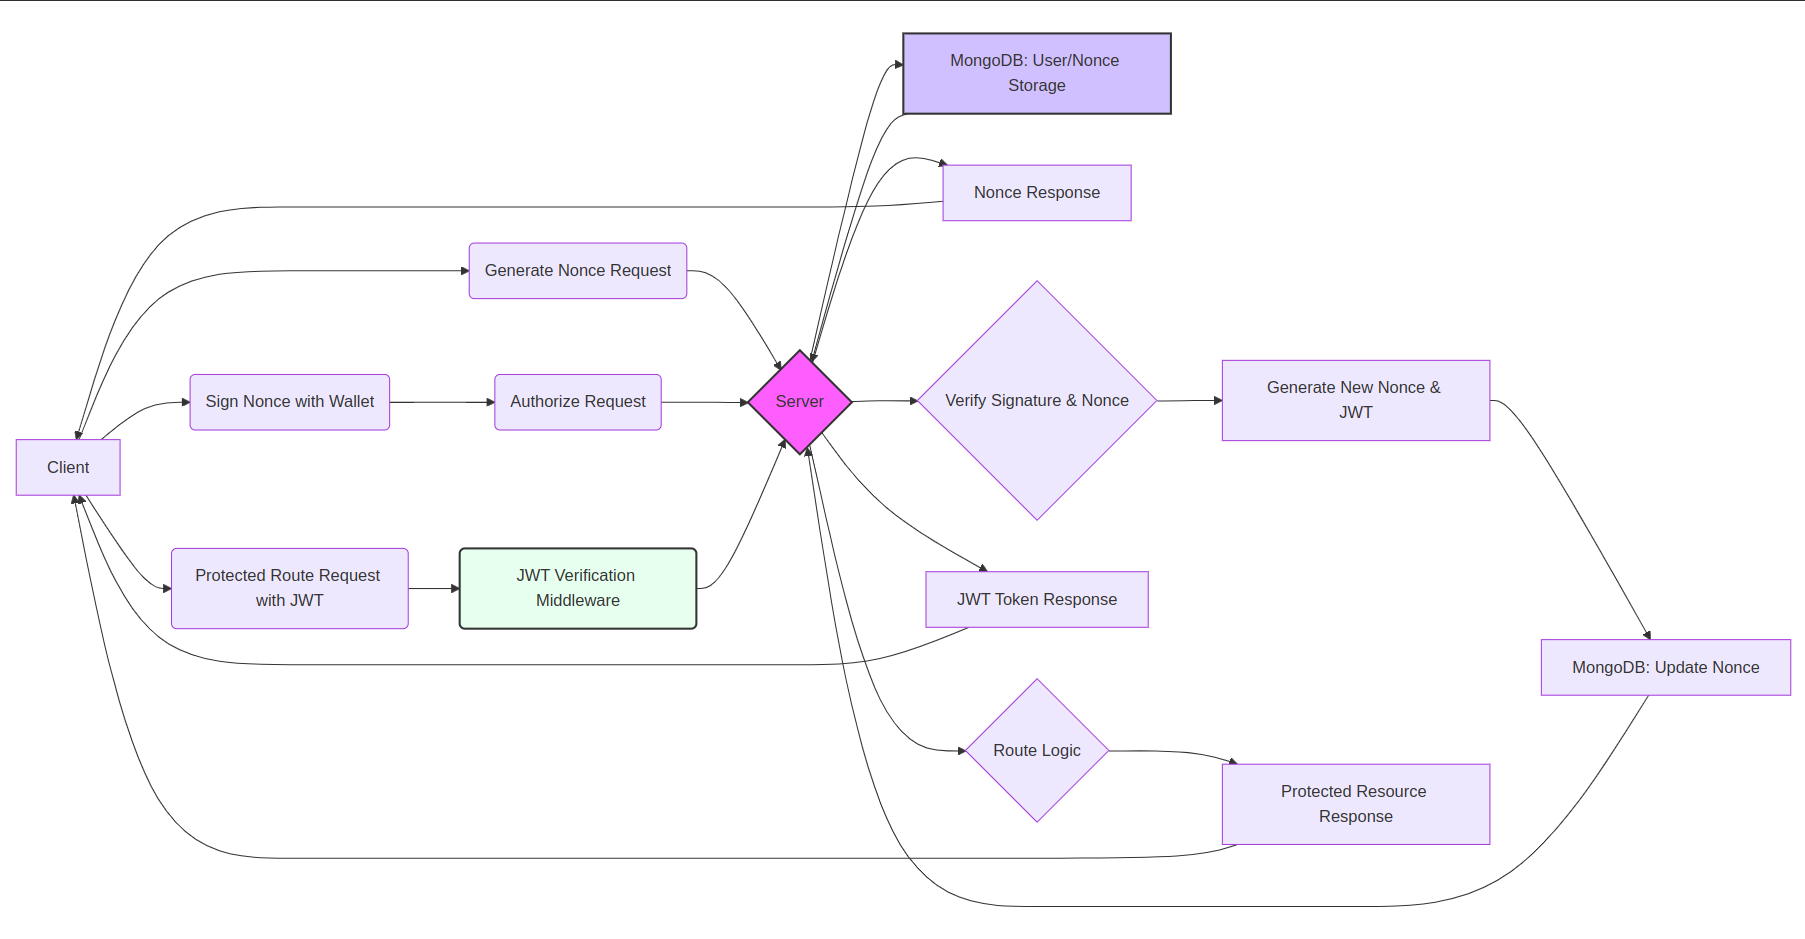 MongoDB: User/Nonce
Storage
Nonce Response
Generate Nonce Request
Sign Nonce with Wallet
Authorize Request
Server
Verify Signature & Nonce
Generate New Nonce &
JWT
Client
Protected Route Request
with JWT
JWT Verification
Middleware
JWT Token Response
MongoDB: Update Nonce
Route Logic
Protected Resource
Response